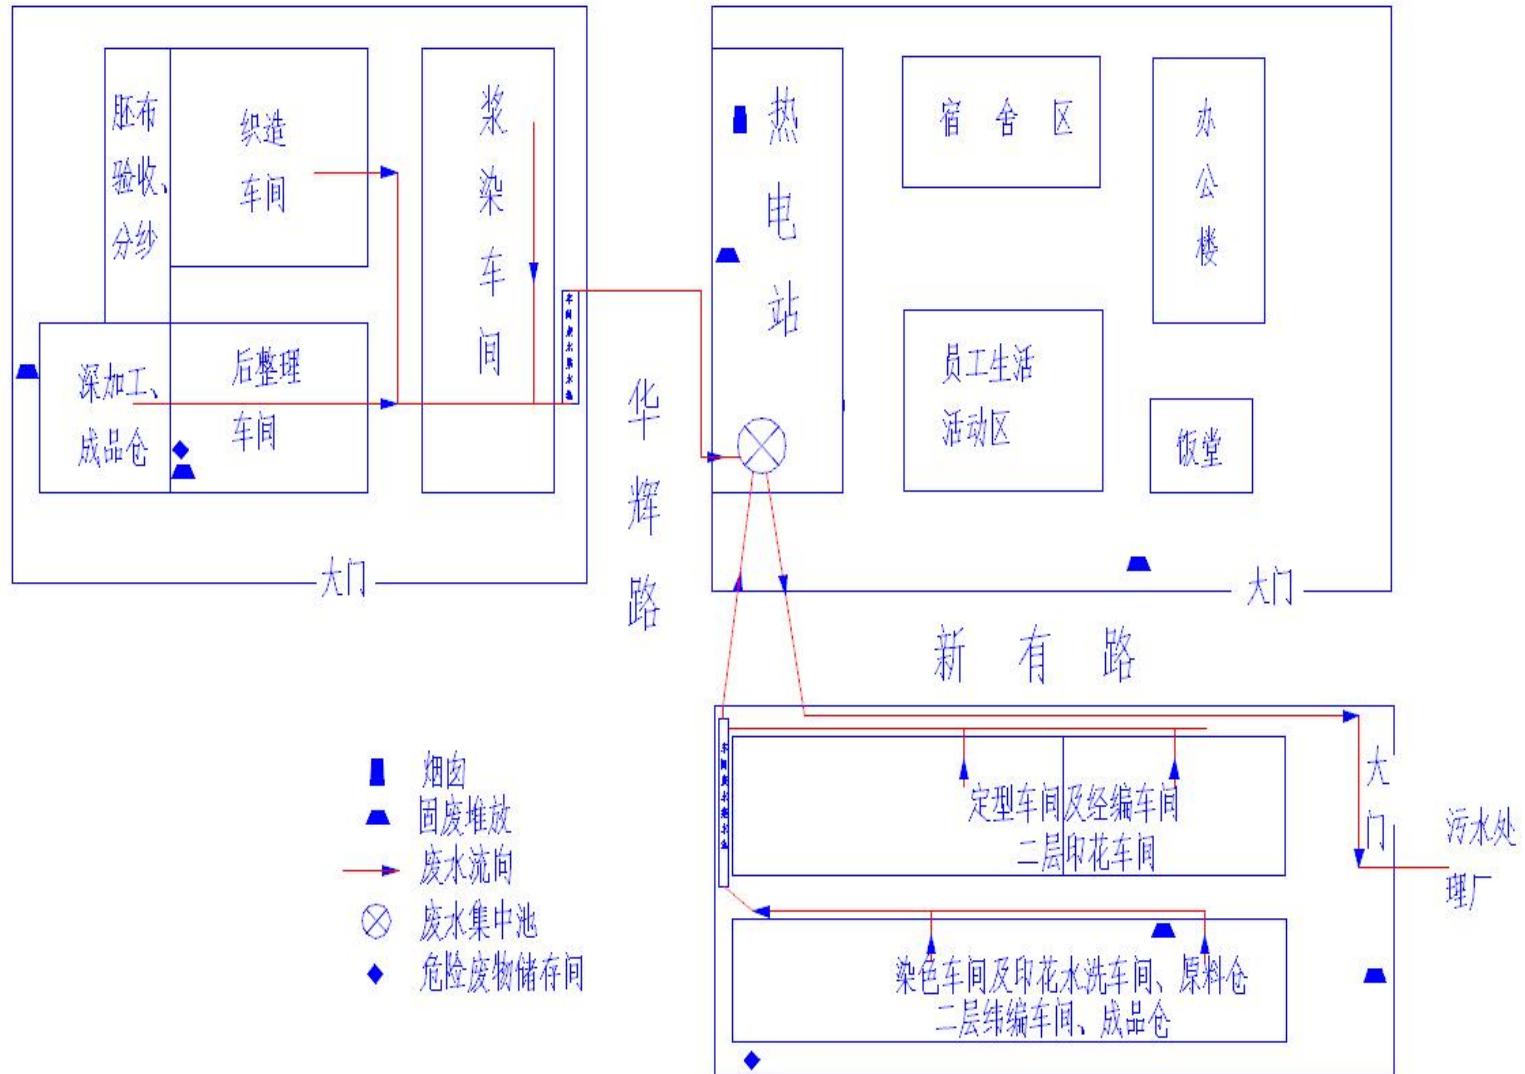 胚布
验收、
分纱
织造
车间
浆
染
车
间
深加工、
成品仓
后整理
车间
大门
华
辉
路
热
电
站
宿舍区
办
公
楼
员工生活
活动区
饭堂
大门
新有路
定型车间及经编车间
二层印花车间
大
门
污水处
理厂
染色车间及印花水洗车间、原料仓
二层纬编车间、成品仓
烟囱
固废堆放
废水流向
废水集中池
危险废物储存间